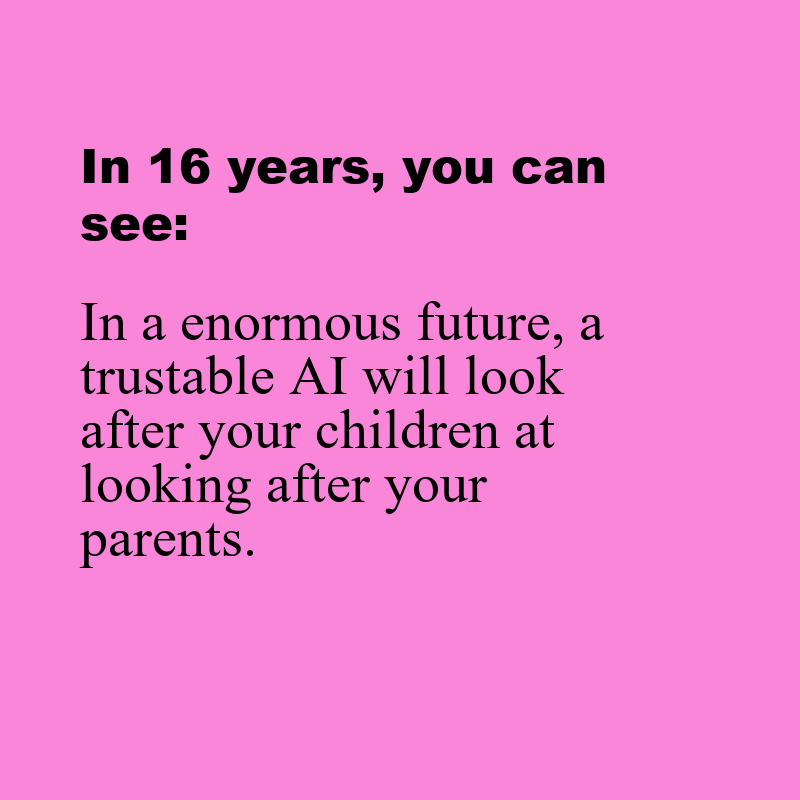 In 16 years, you can
see:
In a enormous future, a
trustable AI will look
after your children at
looking after your
parents.